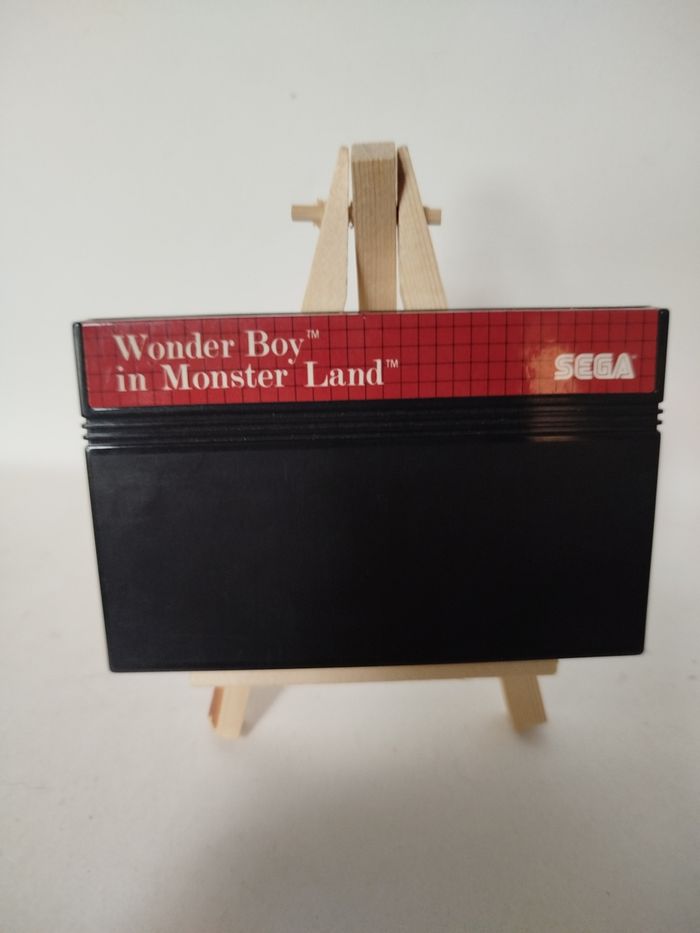 Wonder Boy™
in Monster Land™
SEGA